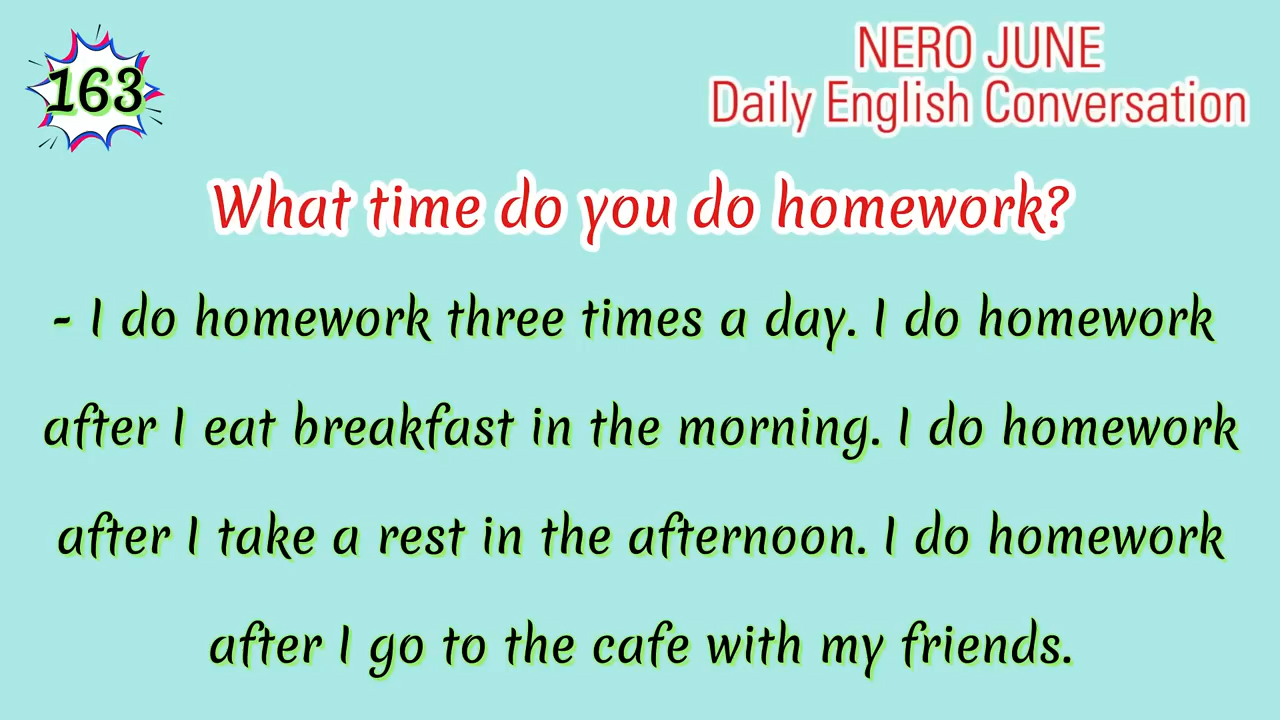 163
NERO JUNE
Daily English Conversation
What time do you do homework?
- I do homework three times a day. I do homework
after I eat breakfast in the morning. I do homework
after I take a rest in the afternoon. I do homework
after I go to the cafe with my friends.